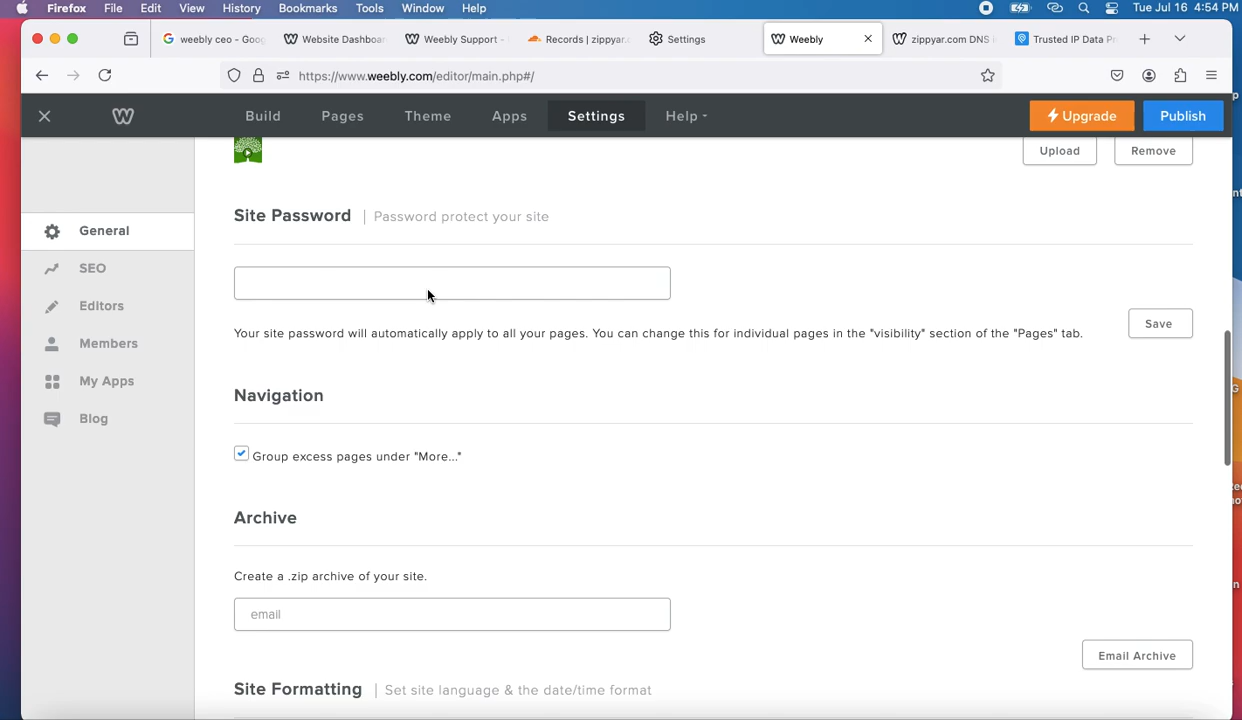 Firefox File Edit View History Bookmarks Tools Window Help Tue Jul 16 4:54 PM
weebly ceo - Goo Website Dashboar Weebly Support - Records | zippyar. Settings Weebly zippyar.com DNS Trusted IP Data P
https://www.weebly.com/editor/main.php#/
Build Pages Theme Apps Settings Help Upgrade Publish
Upload Remove
Site Password | Password protect your site
General
SEO
Editors
Your site password will automatically apply to all your pages. You can change this for individual pages in the "visibility" section of the "Pages" tab. Save
Members
My Apps
Navigation
Blog
Group excess pages under "More..."
Archive
Create a .zip archive of your site.
email
Email Archive
Site Formatting | Set site language & the date/time format